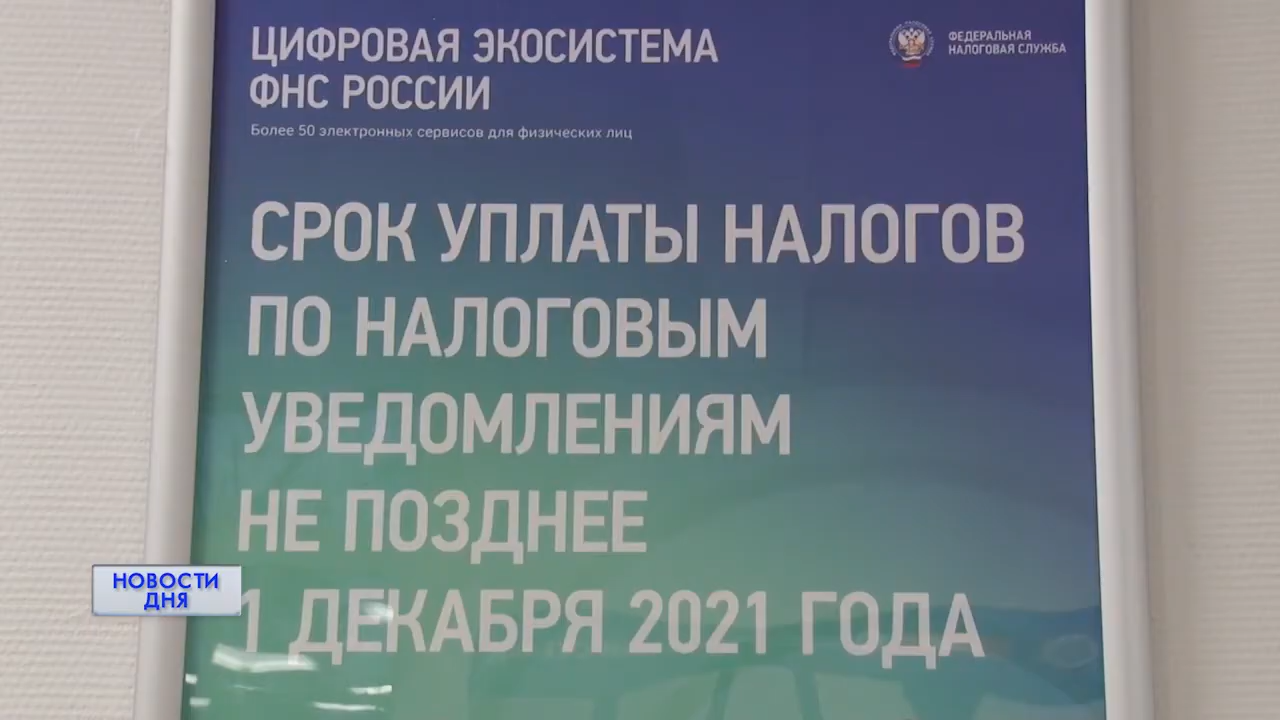 ЦИФРОВАЯ ЭКОСИСТЕМА
ФНС РОССИИ
Более 50 электронных сервисов для физических лиц
ФЕДЕРАЛЬНАЯ
НАЛОГОВАЯ СЛУЖБА
СРОК УПЛАТЫ НАЛОГОВ
ПО НАЛОГОВЫМ
УВЕДОМЛЕНИЯМ
НЕ ПОЗДНЕЕ
1 ДЕКАБРЯ 2021 ГОДА
НОВОСТИ
ДНЯ